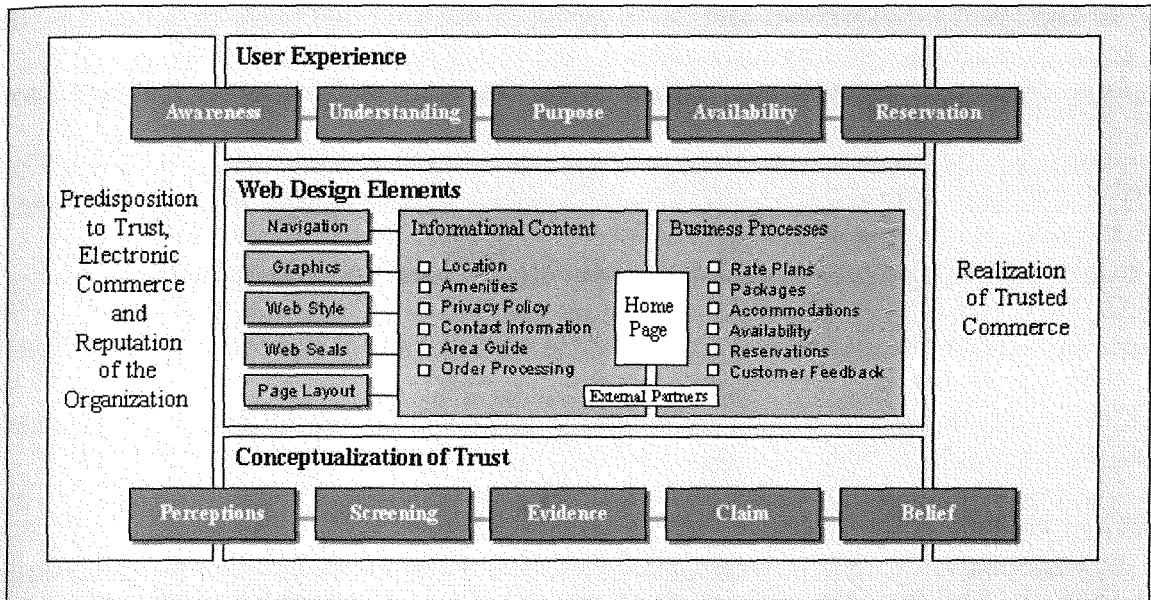 User Experience
Awareness
Understanding
Purpose
Availability
Reservation
Predisposition
to Trust,
Electronic
Commerce
and
Reputation
of the
Organization
Web Design Elements
Navigation
Graphics
Web Style
Web Seals
Page Layout
Informational Content
Location
Amenities
Privacy Policy
Contact Information
Area Guide
Order Processing
Home
Page
External Partners
Business Processes
Rate Plans
Packages
Accommodations
Availability
Reservations
Customer Feedback
Realization
of Trusted
Commerce
Conceptualization of Trust
Perceptions
Screening
Evidence
Claim
Belief